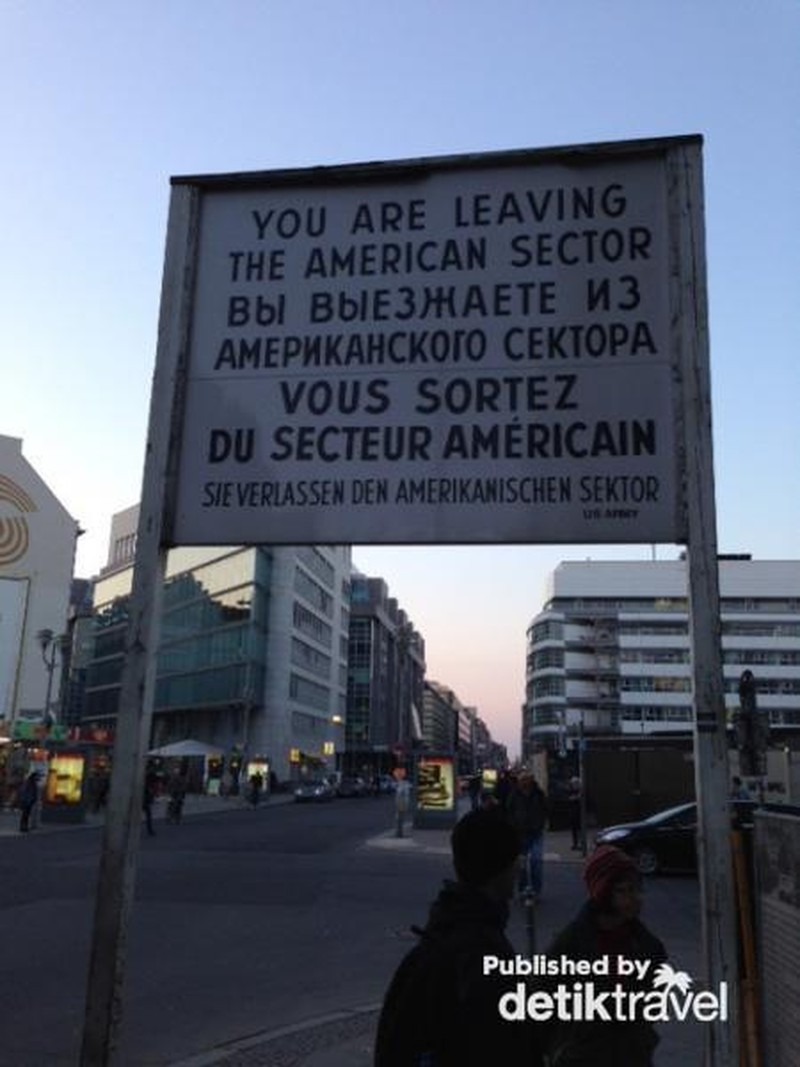 YOU ARE LEAVING
THE AMERICAN SECTOR
ВЫ ВЫЕЗЖАЕТЕ ИЗ
АМЕРИКАНСКОГО СЕКТОРА
VOUS SORTEZ
DU SECTEUR AMÉRICAIN
SIE VERLASSEN DEN AMERIKANISCHEN SEKTOR
US ARMY
Published by
detiktravel